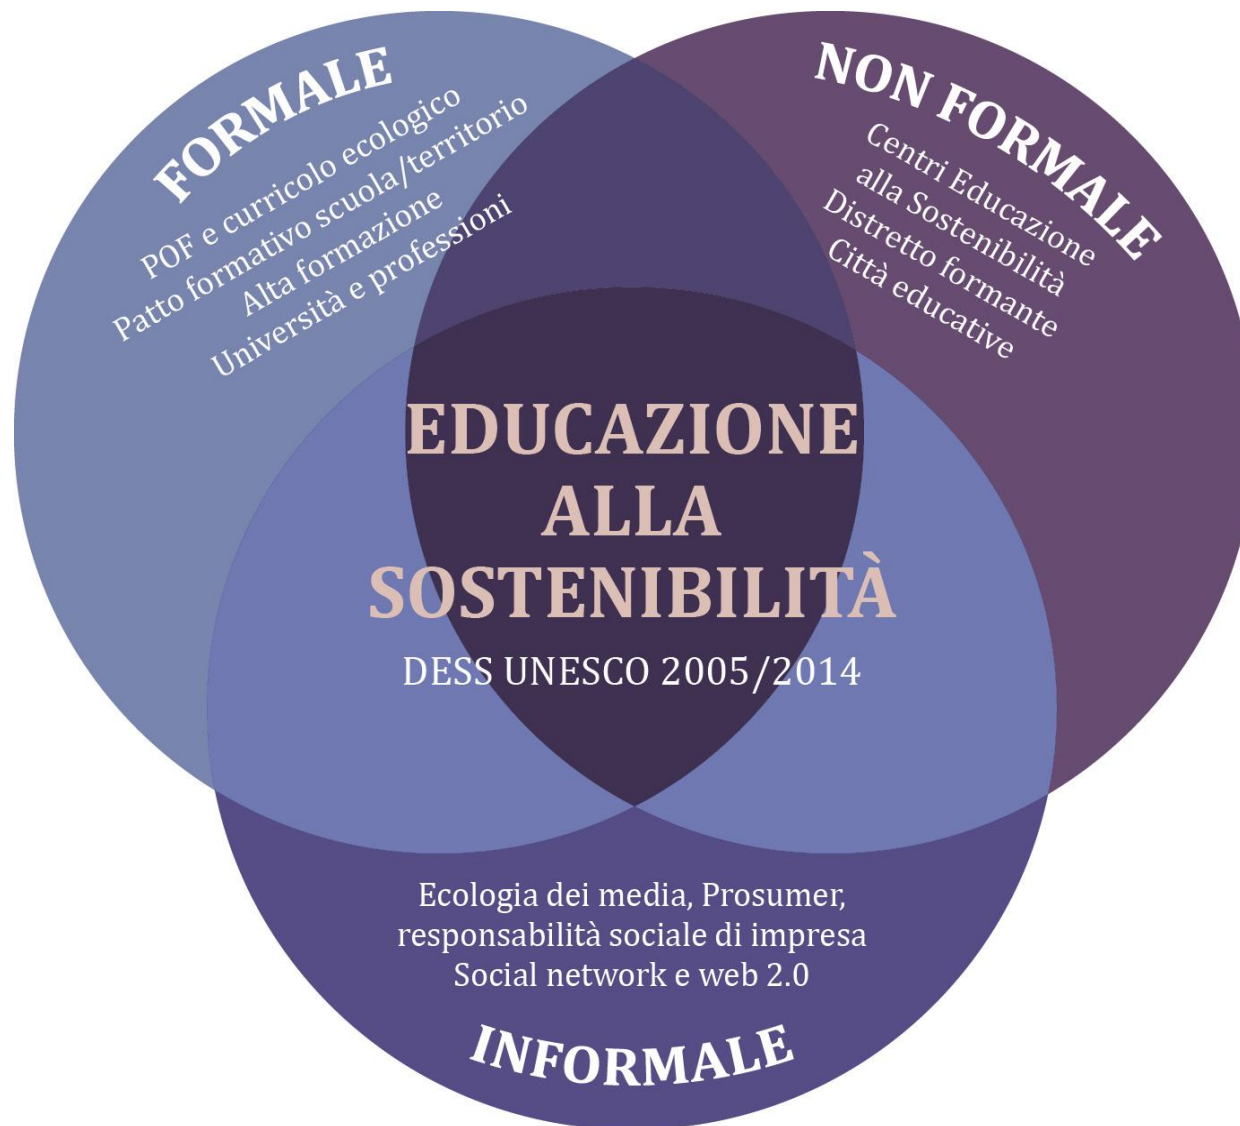 FORMALE
POF e curricolo ecologico
Patto formativo scuola/territorio
Alta formazione
Università e professioni
NON FORMALE
Centri Educazione
alla Sostenibilità
Distretto formante
Città educative
EDUCAZIONE
ALLA
SOSTENIBILITÀ
DESS UNESCO 2005/2014
Ecologia dei media, Prosumer,
responsabilità sociale di impresa
Social network e web 2.0
INFORMALE